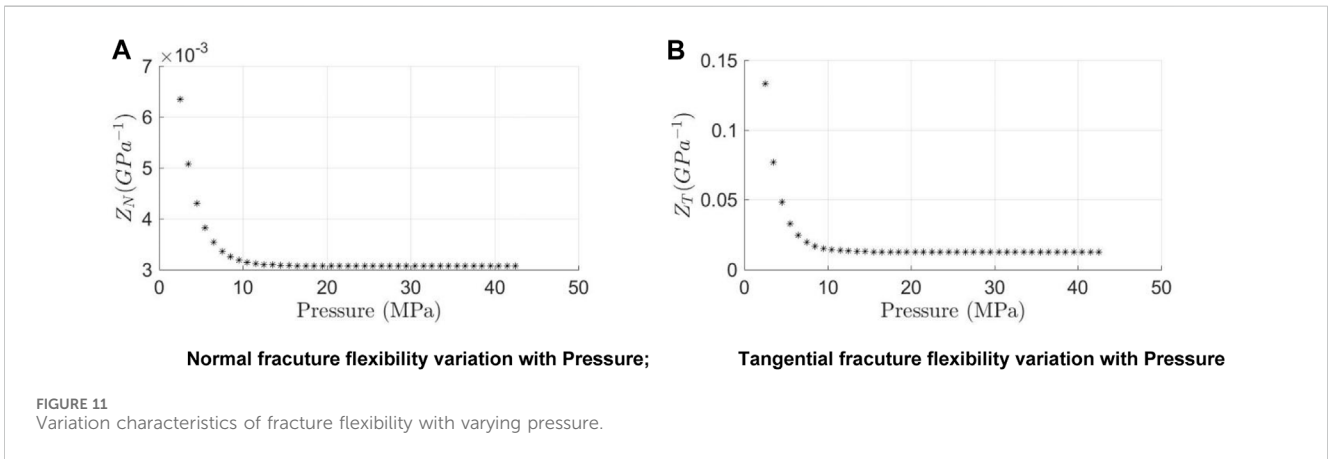 A
×10⁻³
7
6
5
4
3
Z_N(GPa⁻¹)
0 10 20 30 40 50
Pressure (MPa)
Normal fracuture flexibility variation with Pressure;
B
0.15
0.1
0.05
0
Z_T(GPa⁻¹)
0 10 20 30 40 50
Pressure (MPa)
Tangential fracuture flexibility variation with Pressure
FIGURE 11
Variation characteristics of fracture flexibility with varying pressure.